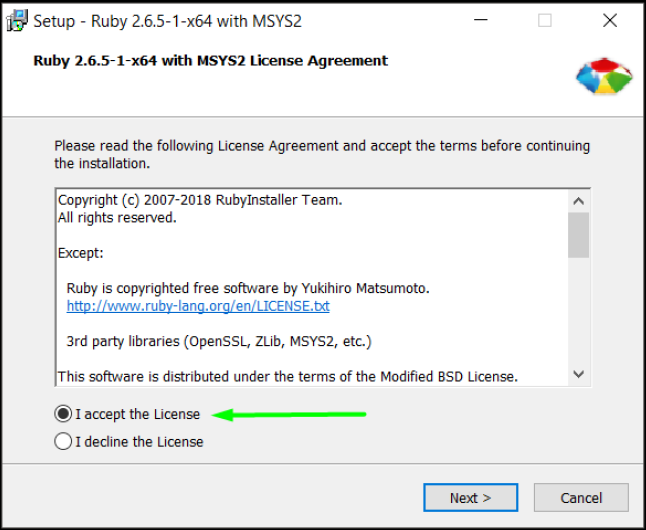 Setup - Ruby 2.6.5-1-x64 with MSYS2
Ruby 2.6.5-1-x64 with MSYS2 License Agreement
Please read the following License Agreement and accept the terms before continuing
the installation.
Copyright (c) 2007-2018 RubyInstaller Team.
All rights reserved.
Except:
Ruby is copyrighted free software by Yukihiro Matsumoto.
http://www.ruby-lang.org/en/LICENSE.txt
3rd party libraries (OpenSSL, ZLib, MSYS2, etc.)
This software is distributed under the terms of the Modified BSD License.
I accept the License
I decline the License
Next >
Cancel